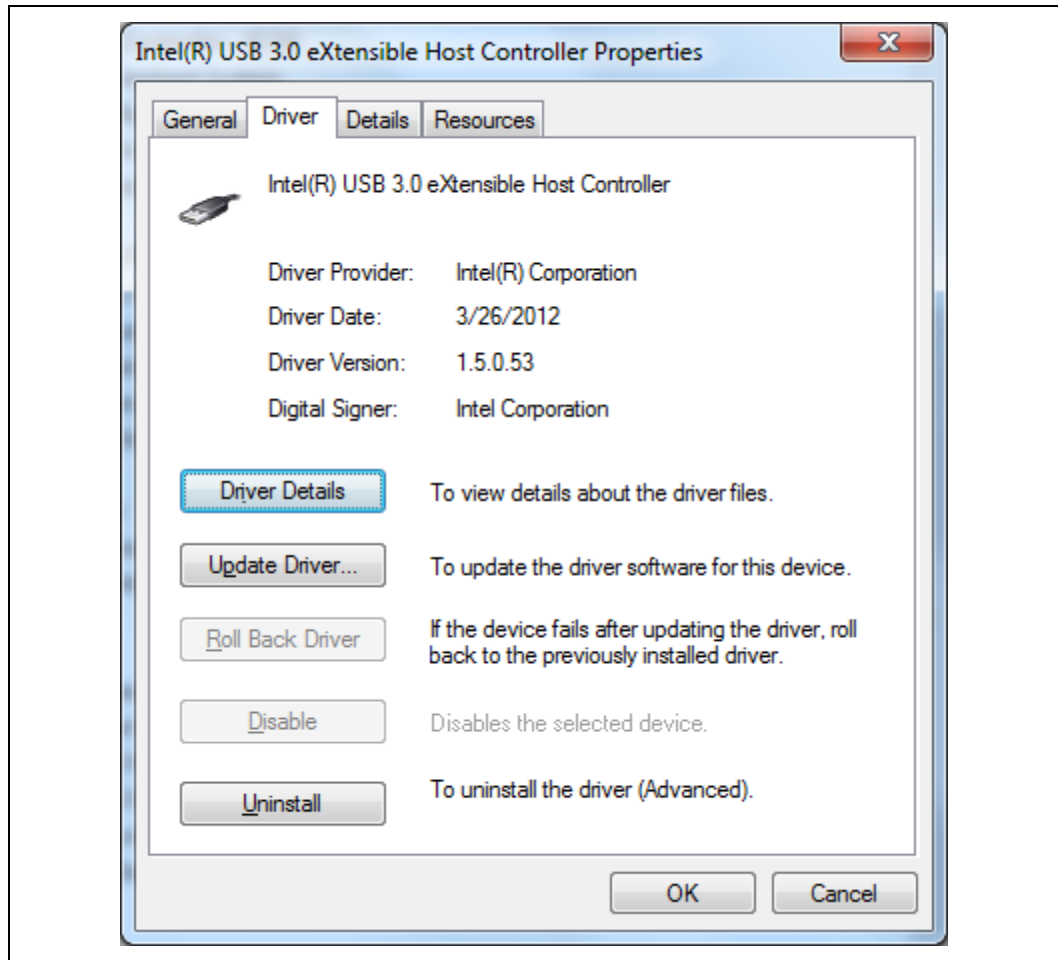 Intel(R) USB 3.0 eXtensible Host Controller Properties
General Driver Details Resources
Intel(R) USB 3.0 eXtensible Host Controller
Driver Provider: Intel(R) Corporation
Driver Date: 3/26/2012
Driver Version: 1.5.0.53
Digital Signer: Intel Corporation
Driver Details To view details about the driver files.
Update Driver... To update the driver software for this device.
Roll Back Driver If the device fails after updating the driver, roll
back to the previously installed driver.
Disable Disables the selected device.
Uninstall To uninstall the driver (Advanced).
OK Cancel